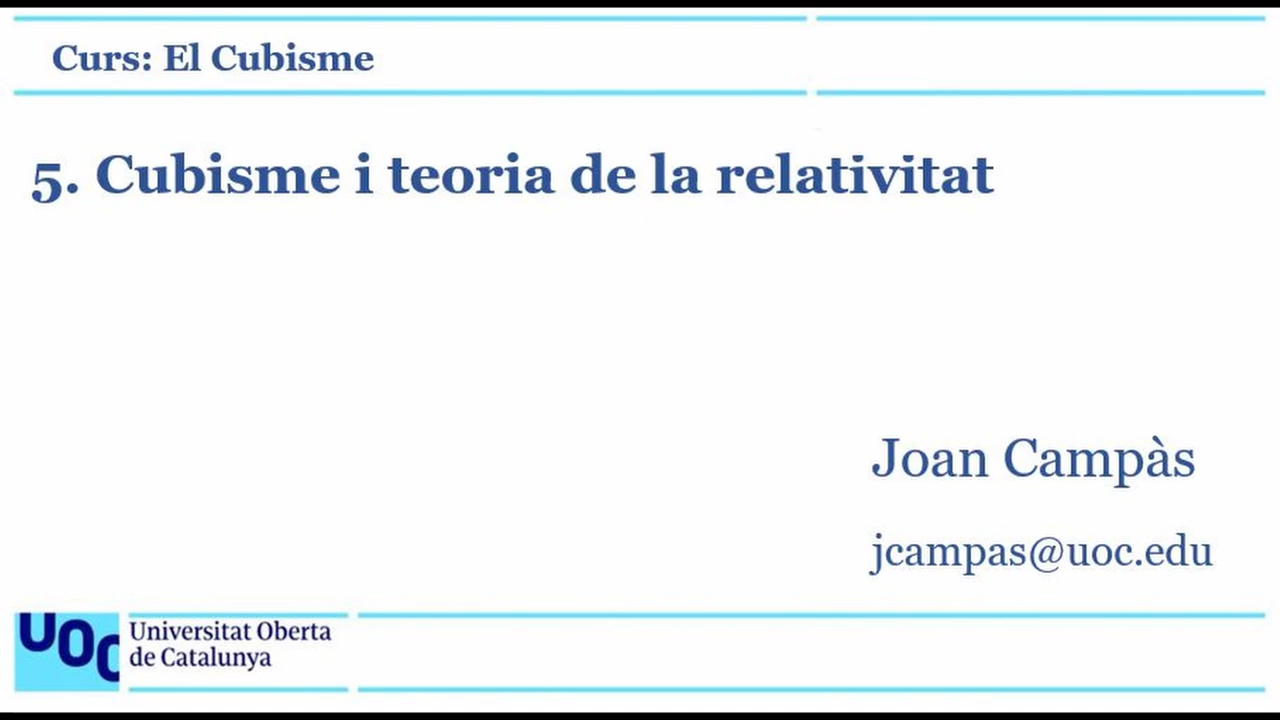 Curs: El Cubisme
5. Cubisme i teoria de la relativitat
Joan Campàs
jcampas@uoc.edu
UOC
Universitat Oberta
de Catalunya